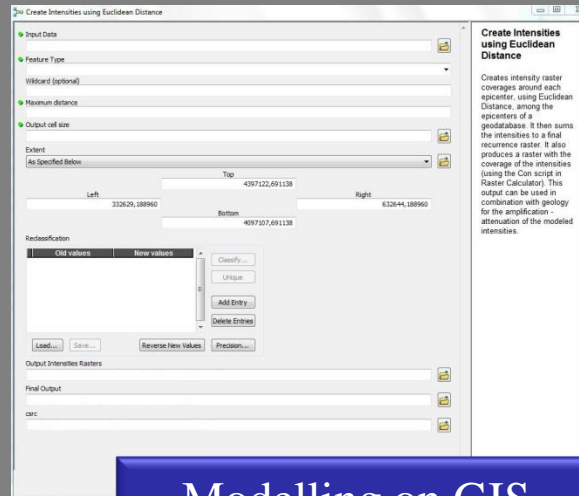 Create Intensities using Euclidean Distance
Input Data
Feature Type
Wildcard (optional)
Maximum distance
Output cell size
Extent
As Specified Below
Top
4397122,691138
Left
Right
332629,188960
632644,188960
Bottom
4097107,691138
Reclassification
Old values New values
Classify...
Unique
Add Entry
Delete Entries
Load... Save... Reverse New Values Precision...
Output Intensities Rasters
Final Output
csrc
Create Intensities
using Euclidean
Distance
Creates intensity raster
coverages around each
epicenter, using Euclidean
Distance, among the
epicenters of a
geodatabase. It then sums
the intensities to a final
recurrence raster. It also
produces a raster with the
coverage of the intensities
(using the Con script in
Raster Calculator). This
output can be used in
combination with geology
for the amplification -
attenuation of the modeled
intensities.
Modelling on GIS